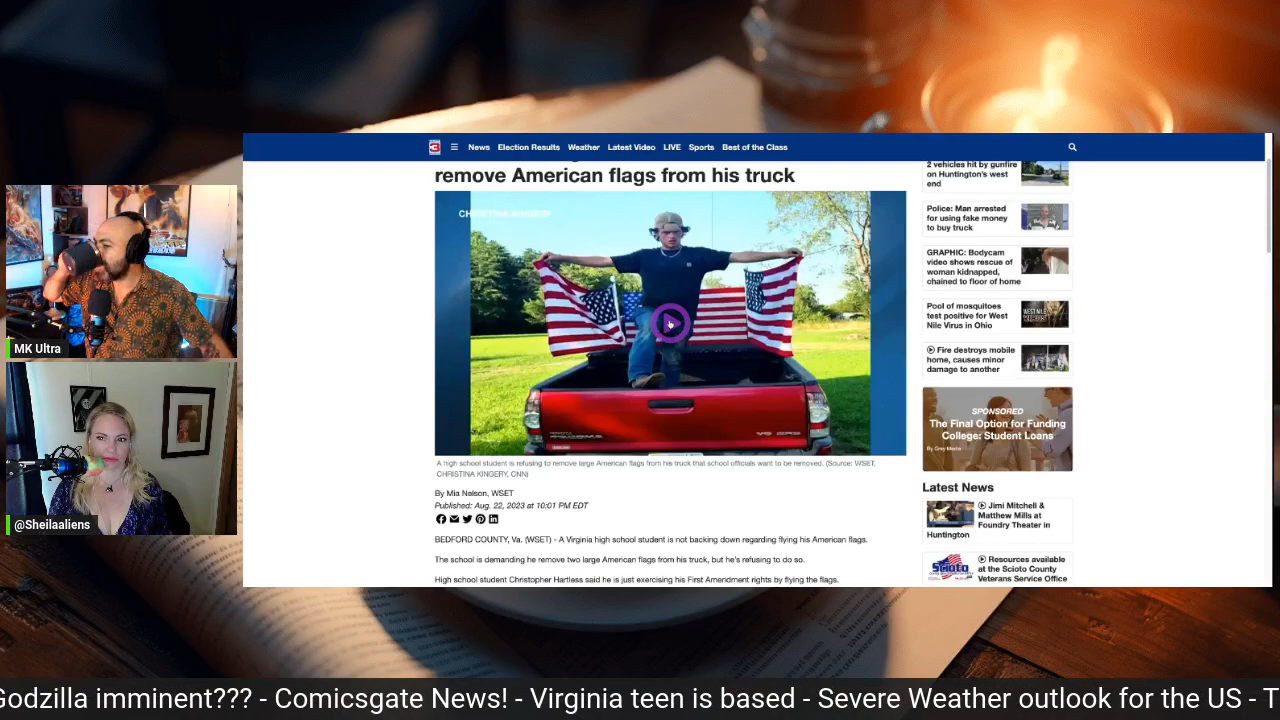 3 News Election Results Weather Latest Video LIVE Sports Best of the Class
remove American flags from his truck
CHRISTINA KINGERY
A high school student is refusing to remove large American flags from his truck that school officials want to be removed. (Source: WSET,
CHRISTINA KINGERY, CNN)
By Mia Nelson, WSET
Published: Aug. 22, 2023 at 10:01 PM EDT
BEDFORD COUNTY, Va. (WSET) - A Virginia high school student is not backing down regarding flying his American flags.
The school is demanding he remove two large American flags from his truck, but he's refusing to do so.
High school student Christopher Hartless said he is just exercising his First Amendment rights by flying the flags.
2 vehicles hit by gunfire
on Huntington's west
end
Police: Man arrested
for using fake money
to buy truck
GRAPHIC: Bodycam
video shows rescue of
woman kidnapped,
chained to floor of home
Pool of mosquitoes
test positive for West
Nile Virus in Ohio
Fire destroys mobile
home, causes minor
damage to another
SPONSORED
The Final Option for Funding
College: Student Loans
Latest News
Jimi Mitchell &
Matthew Mills at
Foundry Theater in
Huntington
Scioto
Resources available
at the Scioto County
Veterans Service Office
MK Ultra
@Sheilaaliens
Godzilla imminent??? - Comicsgate News! - Virginia teen is based - Severe Weather outlook for the US - T